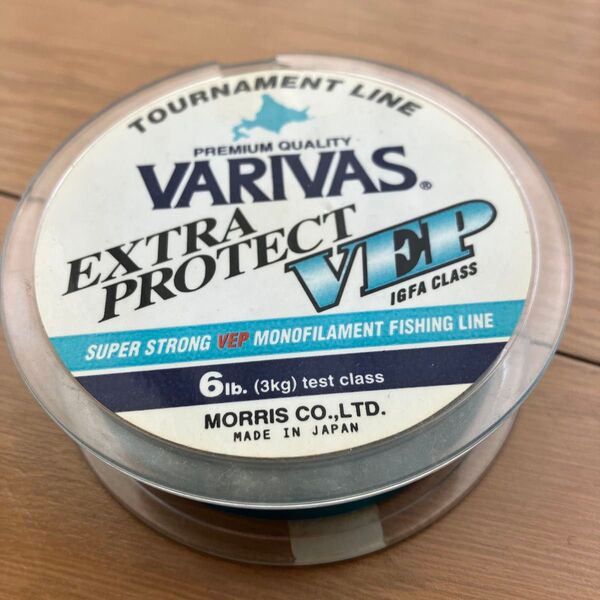 TOURNAMENT LINE
PREMIUM QUALITY
VARIVAS®
EXTRA
PROTECT
VEP
IGFA CLASS
SUPER STRONG VEP MONOFILAMENT FISHING LINE
6lb. (3kg) test class
MORRIS CO.,LTD.
MADE IN JAPAN